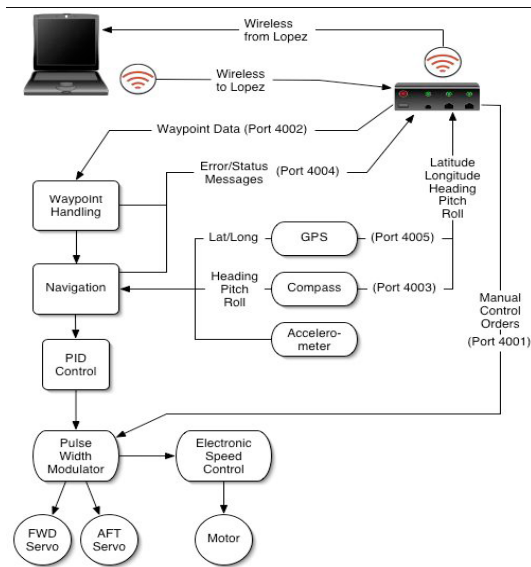 Wireless
from Lopez
Wireless
to Lopez
Waypoint Data (Port 4002)
Error/Status
Messages
(Port 4004)
Latitude
Longitude
Heading
Pitch
Roll
Waypoint
Handling
Lat/Long
GPS
(Port 4005)
Navigation
Heading
Pitch
Roll
Compass
(Port 4003)
Manual
Control
Orders
(Port 4001)
Accelero-
meter
PID
Control
Pulse
Width
Modulator
Electronic
Speed
Control
FWD
Servo
AFT
Servo
Motor